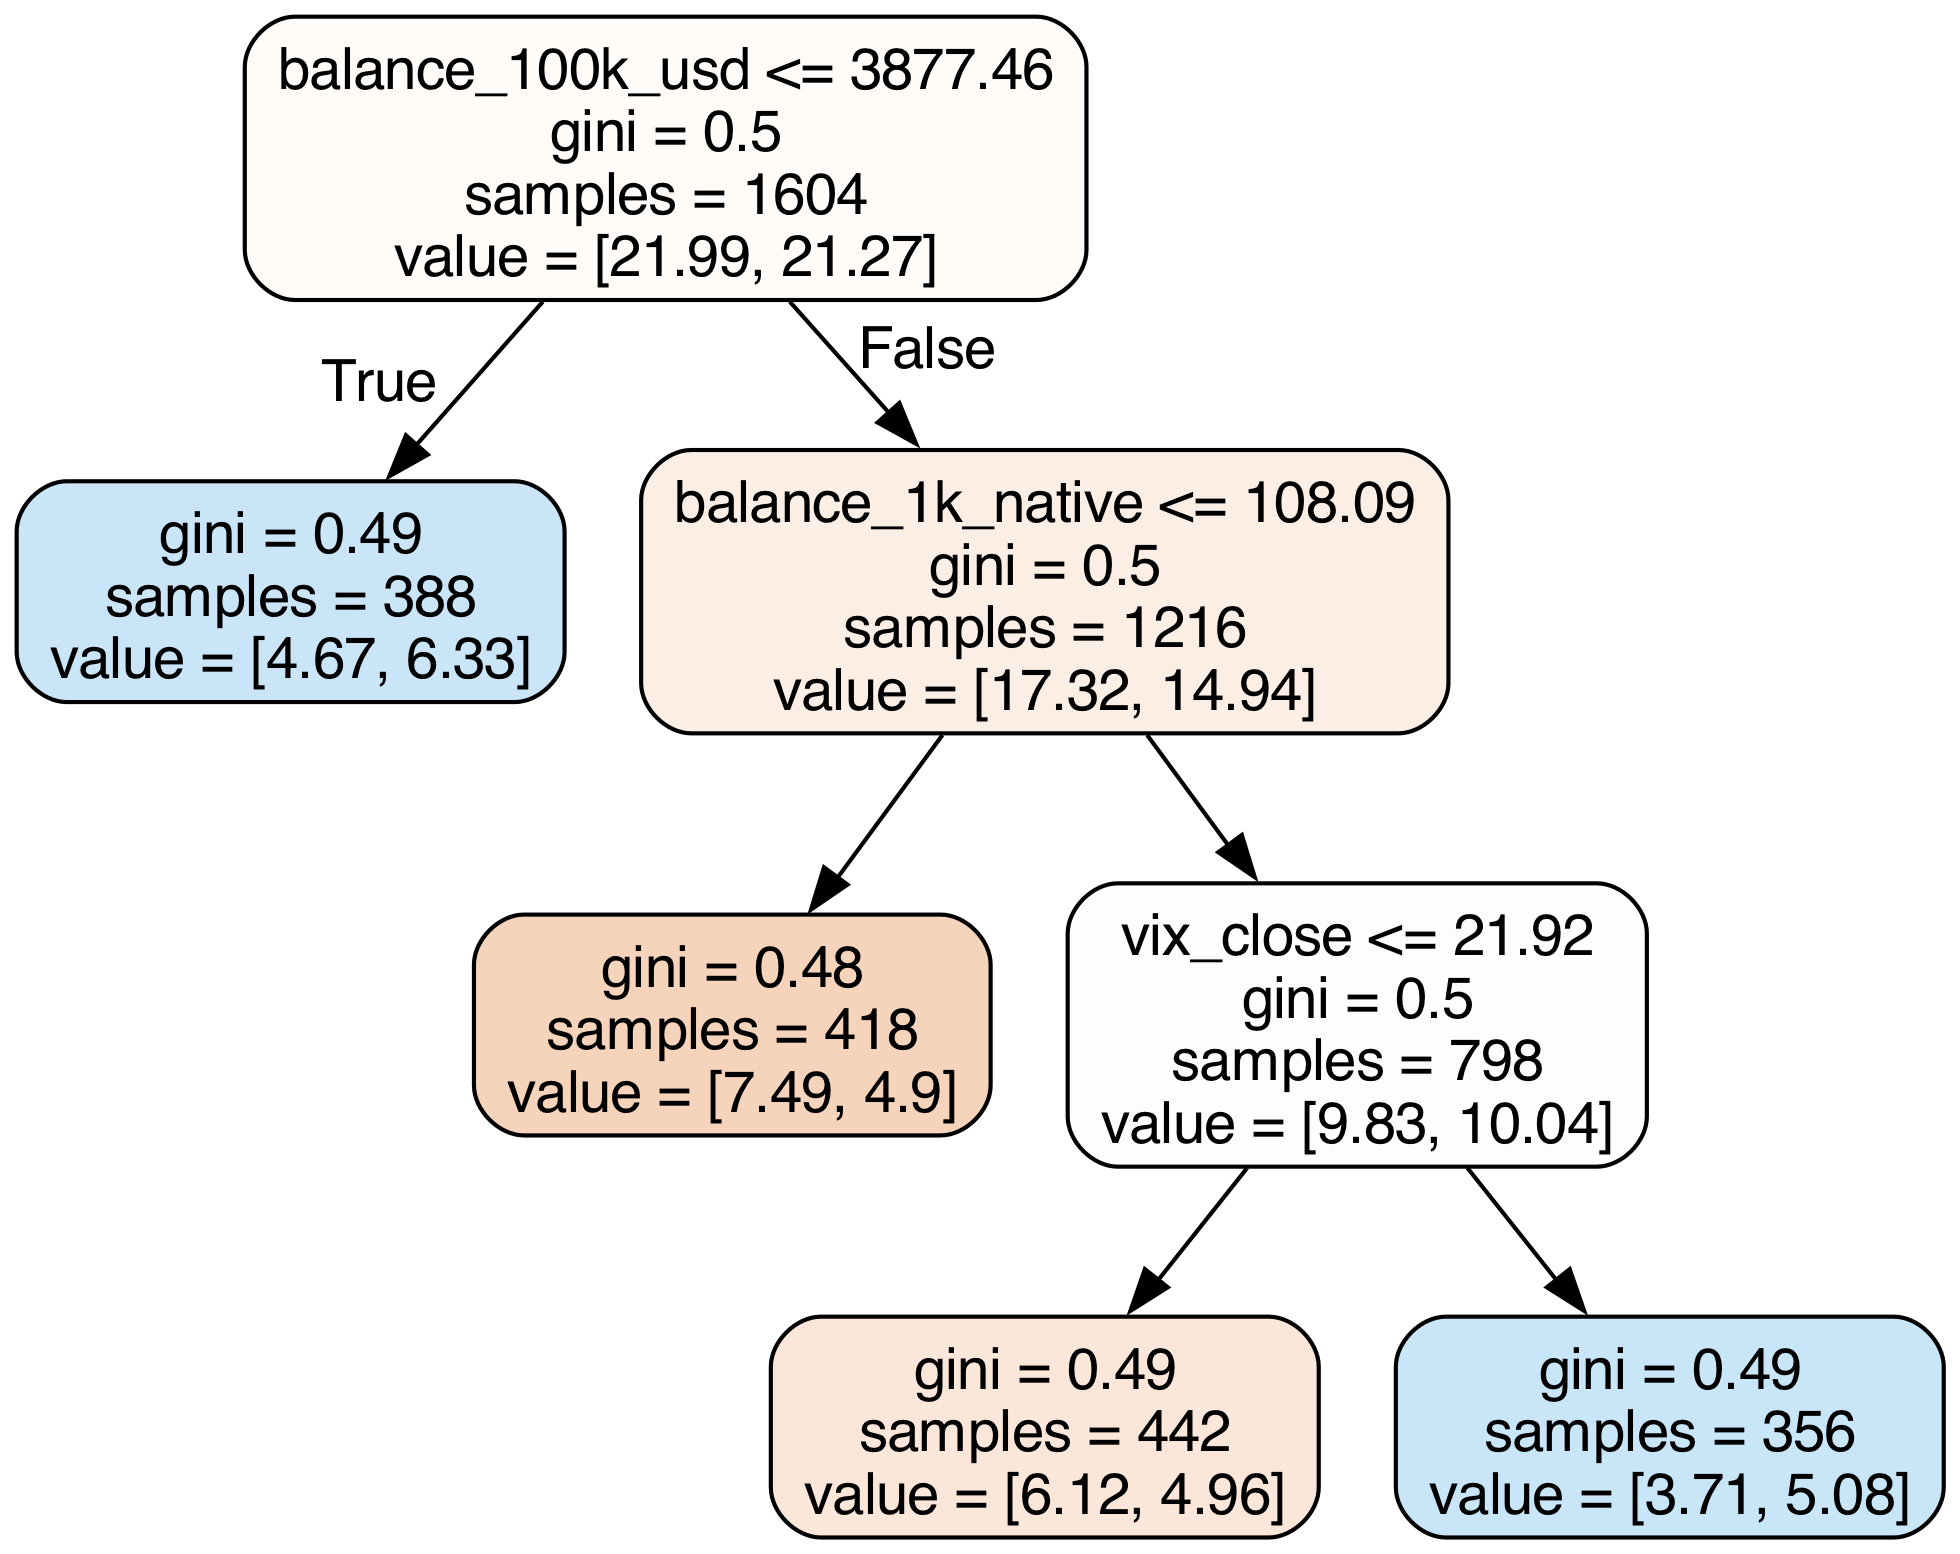 balance_100k_usd <= 3877.46
gini = 0.5
samples = 1604
value = [21.99, 21.27]
True
False
gini = 0.49
samples = 388
value = [4.67, 6.33]
balance_1k_native <= 108.09
gini = 0.5
samples = 1216
value = [17.32, 14.94]
gini = 0.48
samples = 418
value = [7.49, 4.9]
vix_close <= 21.92
gini = 0.5
samples = 798
value = [9.83, 10.04]
gini = 0.49
samples = 442
value = [6.12, 4.96]
gini = 0.49
samples = 356
value = [3.71, 5.08]